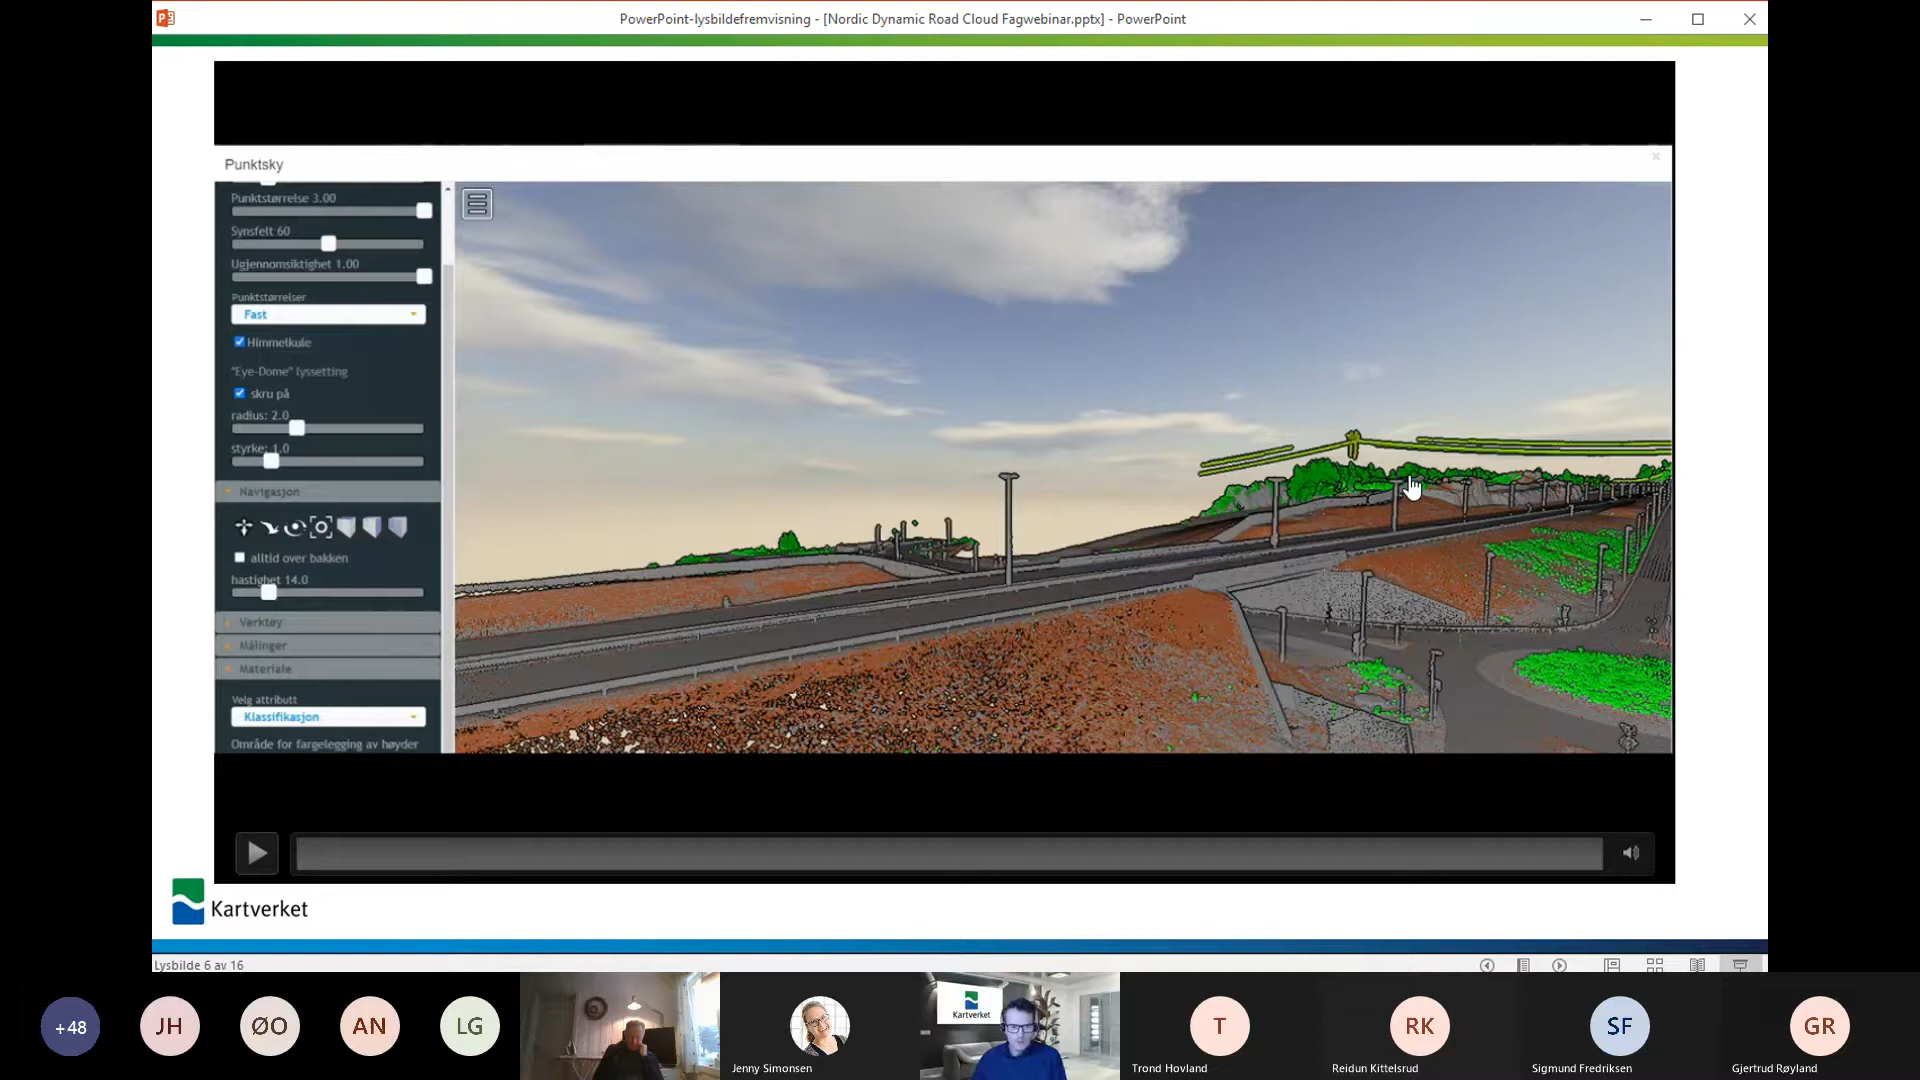 PowerPoint-lysbildefremvisning - [Nordic Dynamic Road Cloud Fagwebinar.pptx] - PowerPoint
Punktsky
Punktstørrelse 3.00
Synsfelt 60
Ugjennomsiktighet 1.00
Punktstørrelser
Fast
Himmelkule
"Eye-Dome" lyssetting
skru på
radius: 2.0
styrke: 1.0
Navigasjon
alltid over bakken
hastighet 14.0
Verktøy
Målinger
Materiale
Velg attributt
Klassifikasjon
Område for fargelegging av høyder
Kartverket
Lysbilde 6 av 16
+48
JH
ØO
AN
LG
Jenny Simonsen
Kartverket
T
Trond Hovland
RK
Reidun Kittelsrud
SF
Sigmund Fredriksen
GR
Gjertrud Røyland